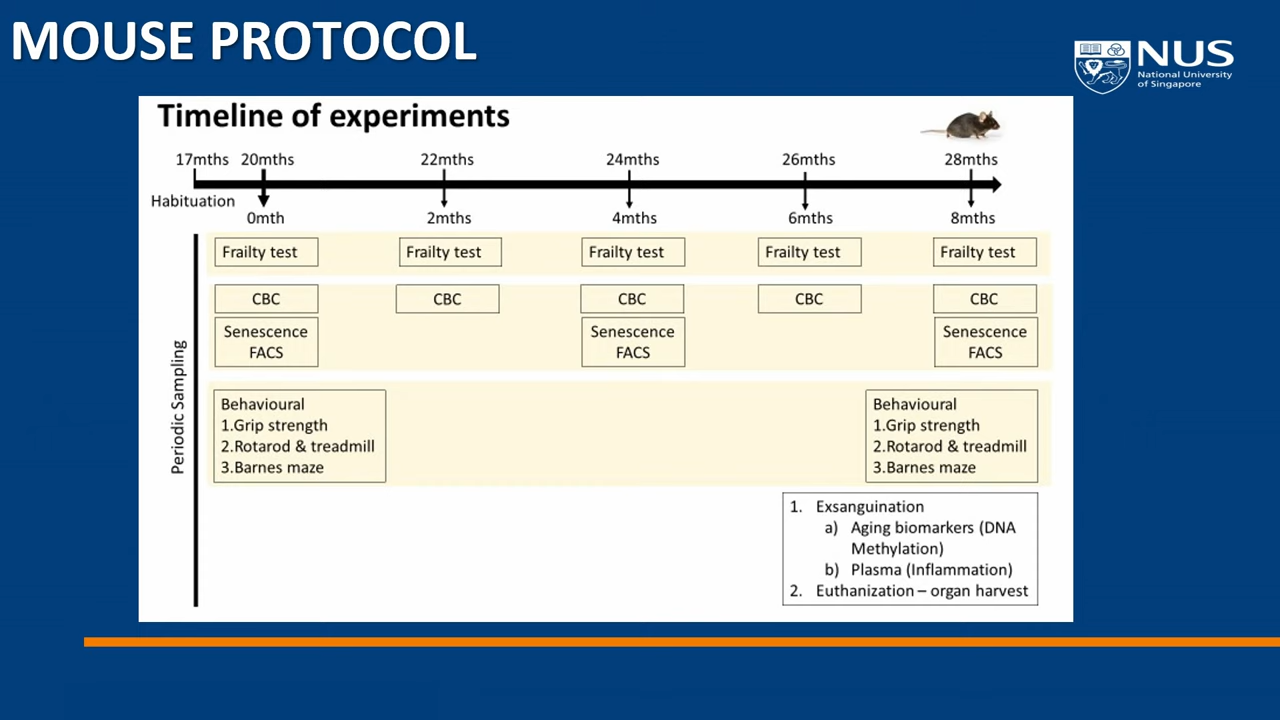 MOUSE PROTOCOL
NUS
National University
of Singapore
Timeline of experiments
17mths 20mths 22mths 24mths 26mths 28mths
Habituation
0mth 2mths 4mths 6mths 8mths
Periodic Sampling
Frailty test Frailty test Frailty test Frailty test Frailty test
CBC CBC CBC CBC CBC
Senescence Senescence Senescence
FACS FACS FACS
Behavioural
1.Grip strength
2.Rotarod & treadmill
3.Barnes maze
Behavioural
1.Grip strength
2.Rotarod & treadmill
3.Barnes maze
1. Exsanguination
a) Aging biomarkers (DNA
Methylation)
b) Plasma (Inflammation)
2. Euthanization – organ harvest